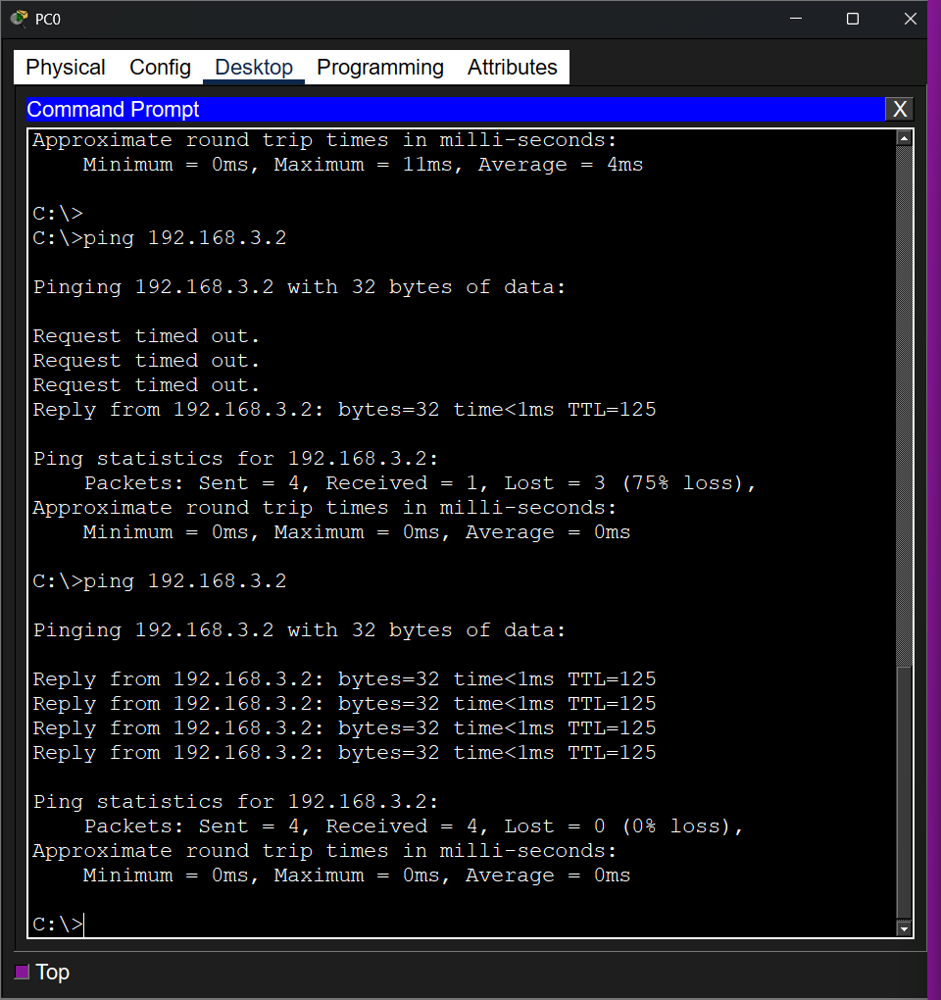 PC0
Physical Config Desktop Programming Attributes
Command Prompt X
Approximate round trip times in milli-seconds:
    Minimum = 0ms, Maximum = 11ms, Average = 4ms
C:\>
C:\>ping 192.168.3.2
Pinging 192.168.3.2 with 32 bytes of data:
Request timed out.
Request timed out.
Request timed out.
Reply from 192.168.3.2: bytes=32 time<1ms TTL=125
Ping statistics for 192.168.3.2:
    Packets: Sent = 4, Received = 1, Lost = 3 (75% loss),
Approximate round trip times in milli-seconds:
    Minimum = 0ms, Maximum = 0ms, Average = 0ms
C:\>ping 192.168.3.2
Pinging 192.168.3.2 with 32 bytes of data:
Reply from 192.168.3.2: bytes=32 time<1ms TTL=125
Reply from 192.168.3.2: bytes=32 time<1ms TTL=125
Reply from 192.168.3.2: bytes=32 time<1ms TTL=125
Reply from 192.168.3.2: bytes=32 time<1ms TTL=125
Ping statistics for 192.168.3.2:
    Packets: Sent = 4, Received = 4, Lost = 0 (0% loss),
Approximate round trip times in milli-seconds:
    Minimum = 0ms, Maximum = 0ms, Average = 0ms
C:\>
Top